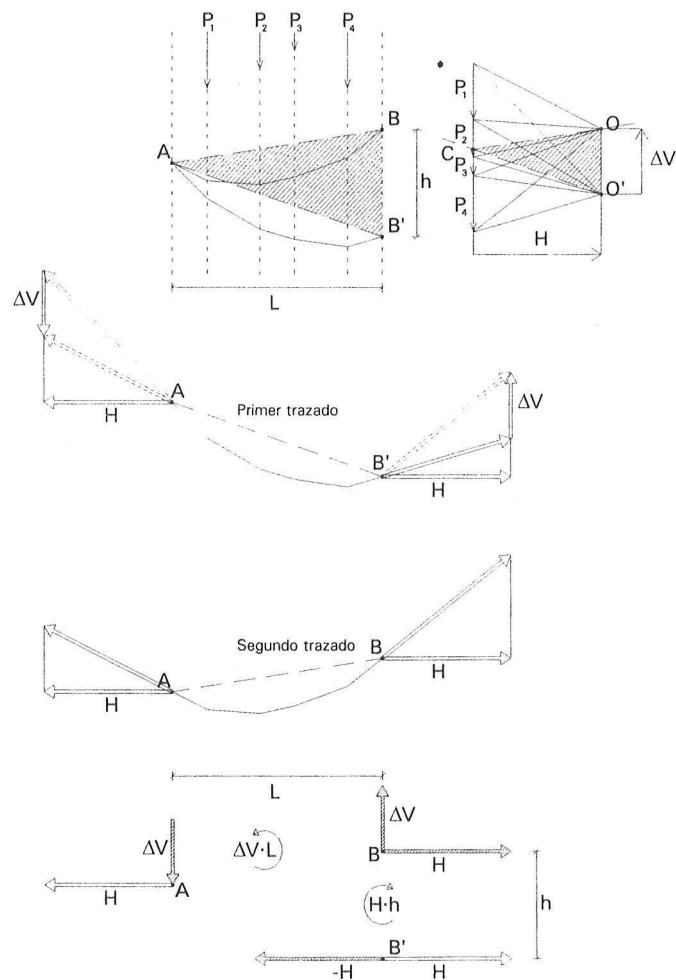 P₁ P₂ P₃ P₄
A B B' h L
P₁ P₂ C P₃ P₄ O O' ΔV H
ΔV H A
Primer trazado
B' H ΔV
H A
Segundo trazado
B H
L
ΔV H A
ΔV·L
ΔV B H
H·h
h
-H B' H